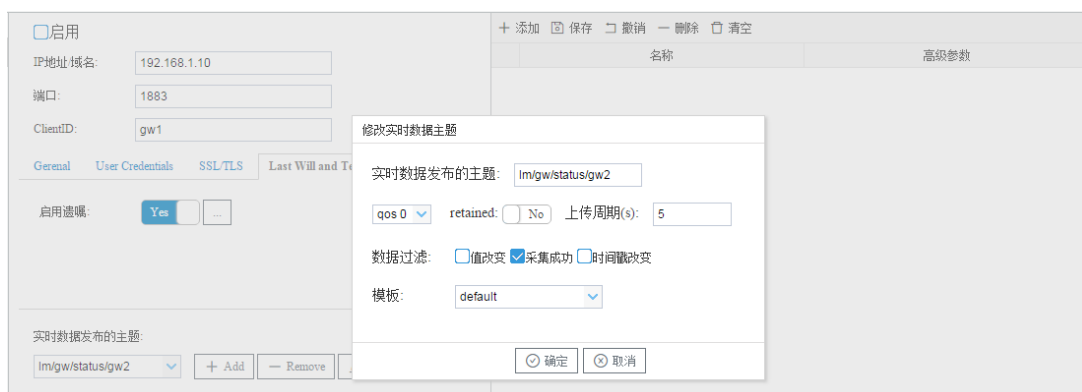 启用
添加 保存 撤销 删除 清空
名称 高级参数
IP地址/域名: 192.168.1.10
端口: 1883
ClientID: gw1
修改实时数据主题
Gerenal User Credentials SSL/TLS Last Will and Te
实时数据发布的主题: lm/gw/status/gw2
启用遗嘱: Yes ...
qos 0 retained: No 上传周期(s): 5
数据过滤: 值改变 采集成功 时间戳改变
模板: default
实时数据发布的主题:
lm/gw/status/gw2 Add Remove
确定 取消